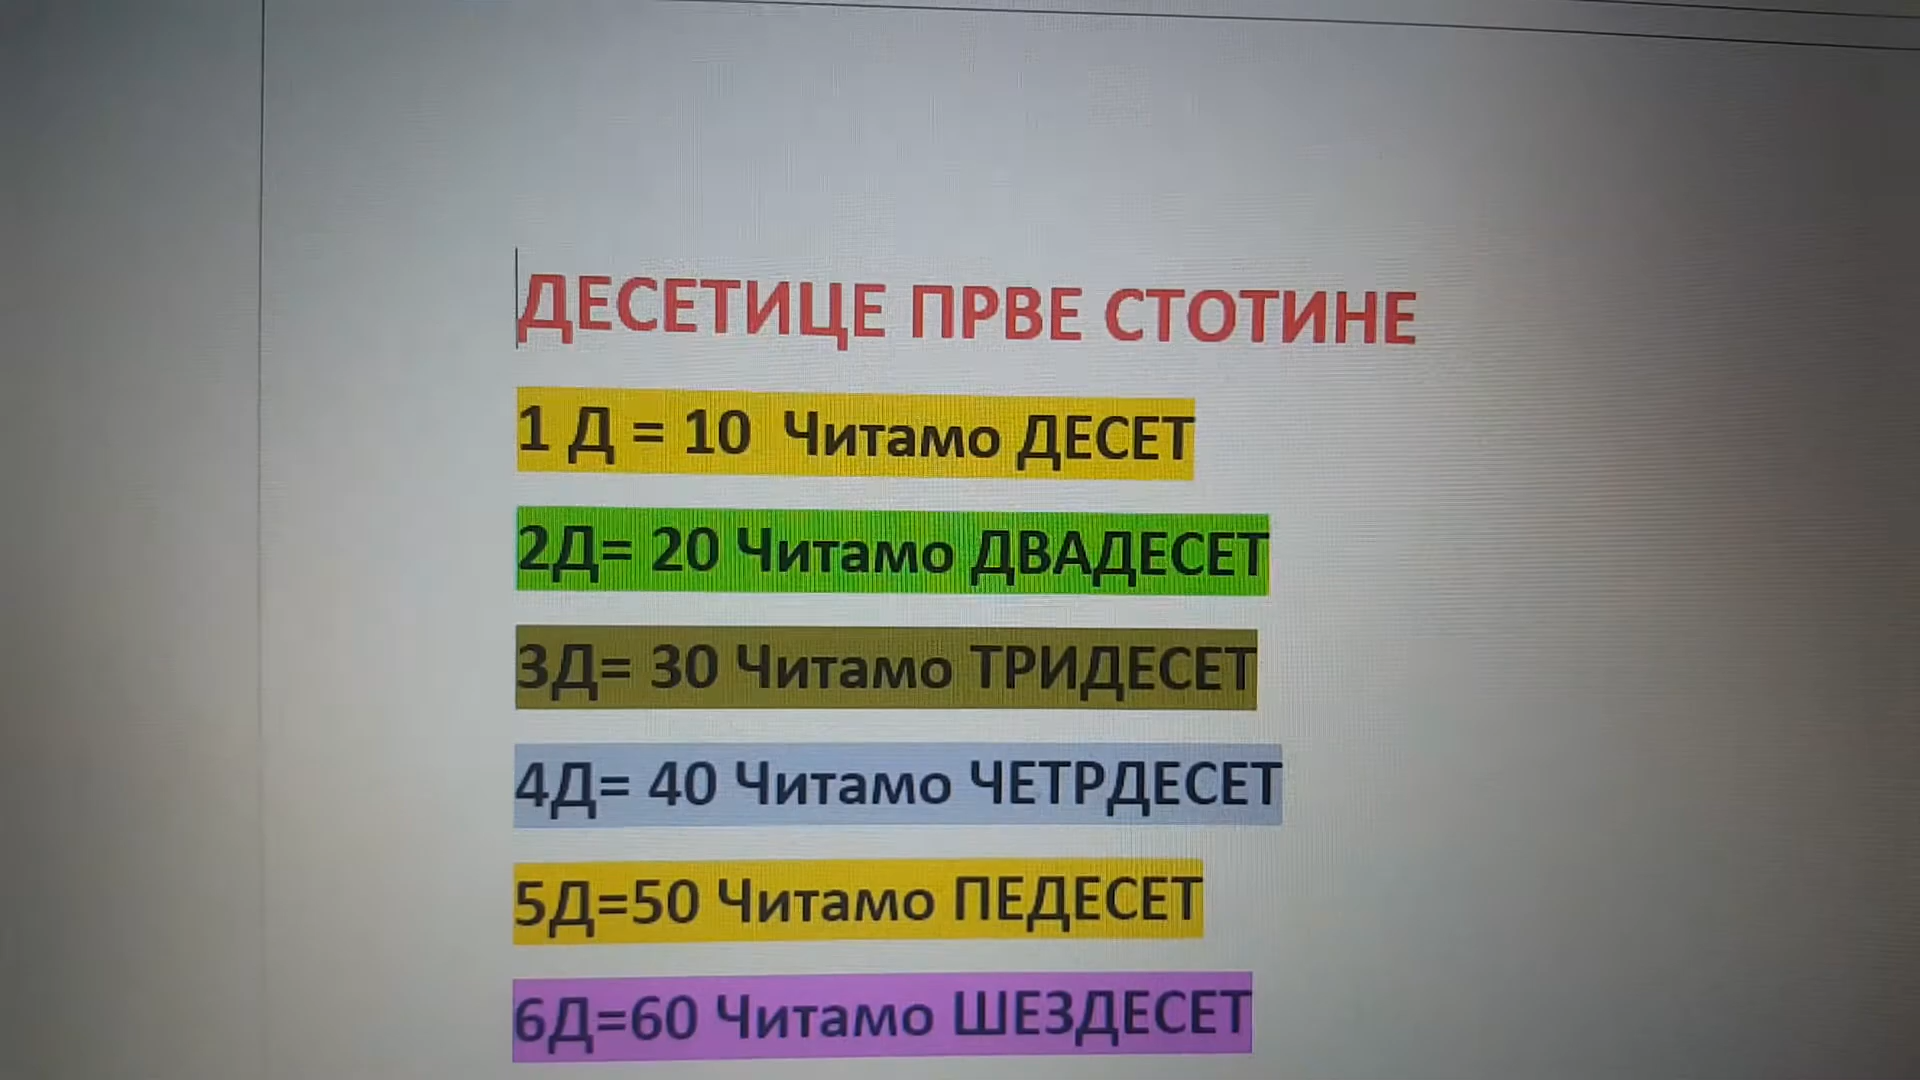 ДЕСЕТИЦЕ ПРВЕ СТОТИНЕ
1 Д = 10 Читамо ДЕСЕТ
2Д= 20 Читамо ДВАДЕСЕТ
3Д= 30 Читамо ТРИДЕСЕТ
4Д= 40 Читамо ЧЕТРДЕСЕТ
5Д=50 Читамо ПЕДЕСЕТ
6Д=60 Читамо ШЕЗДЕСЕТ